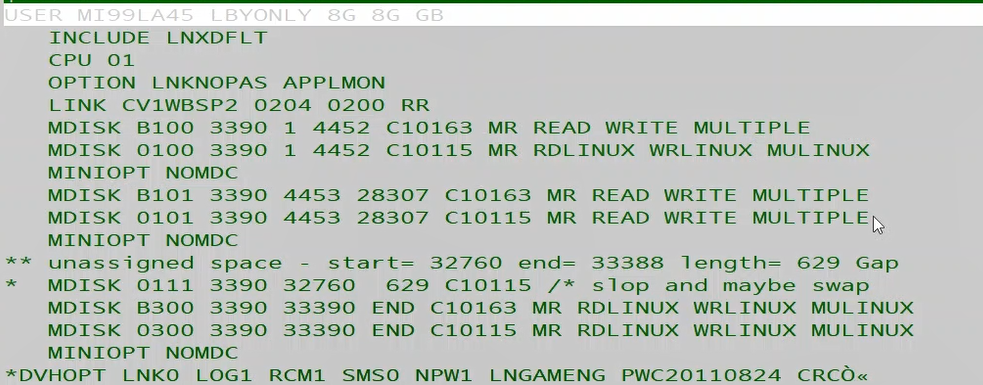 USER MI99LA45 LBYONLY 8G 8G GB
INCLUDE LNXDFLT
CPU 01
OPTION LNKNOPAS APPLMON
LINK CV1WBSP2 0204 0200 RR
MDISK B100 3390 1 4452 C10163 MR READ WRITE MULTIPLE
MDISK 0100 3390 1 4452 C10115 MR RDLINUX WRLINUX MULINUX
MINIOPT NOMDC
MDISK B101 3390 4453 28307 C10163 MR READ WRITE MULTIPLE
MDISK 0101 3390 4453 28307 C10115 MR READ WRITE MULTIPLE
MINIOPT NOMDC
** unassigned space - start= 32760 end= 33388 length= 629 Gap
* MDISK 0111 3390 32760 629 C10115 /* slop and maybe swap
MDISK B300 3390 33390 END C10163 MR RDLINUX WRLINUX MULINUX
MDISK 0300 3390 33390 END C10115 MR RDLINUX WRLINUX MULINUX
MINIOPT NOMDC
*DVHOPT LNK0 LOG1 RCM1 SMS0 NPW1 LNGAMENG PWC20110824 CRCÒ«